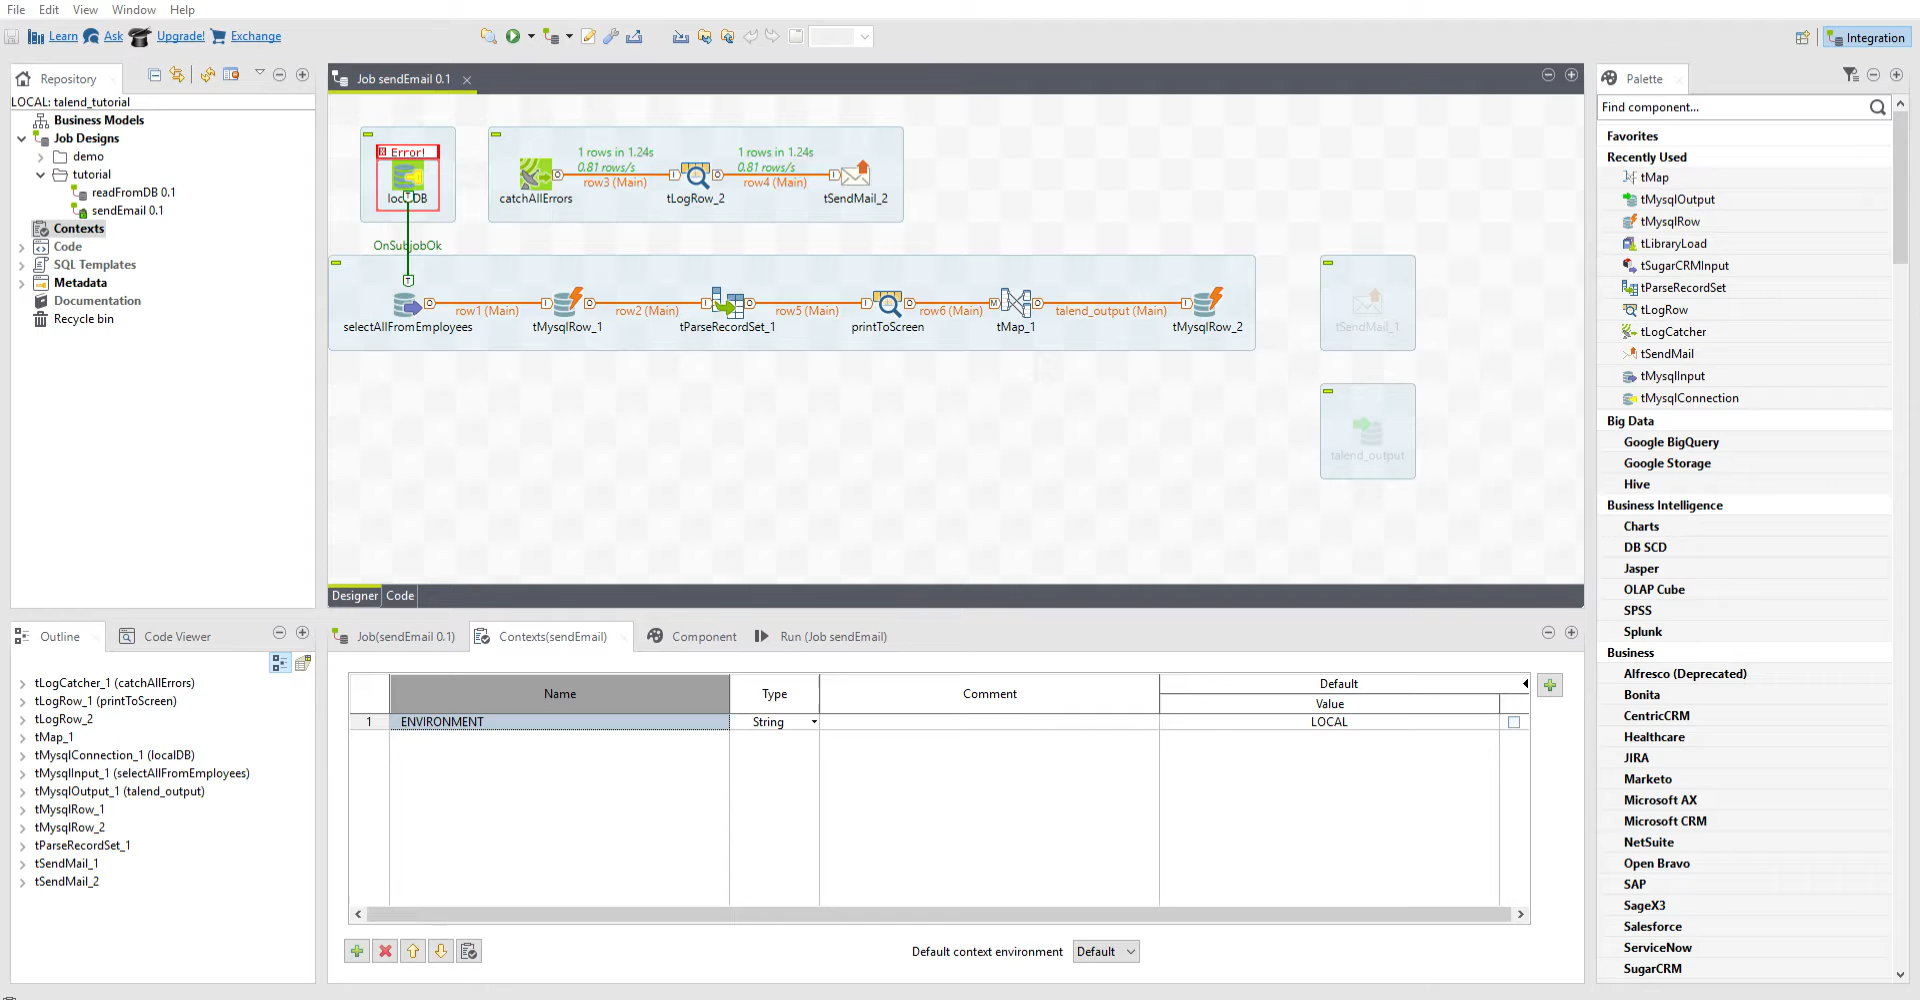 File Edit View Window Help
Learn Ask Upgrade! Exchange
Integration
Repository
LOCAL: talend_tutorial
Business Models
Job Designs
demo
tutorial
readFromDB 0.1
sendEmail 0.1
Contexts
Code
SQL Templates
Metadata
Documentation
Recycle bin
Job sendEmail 0.1
Error!
localDB
OnSubjobOk
1 rows in 1.24s
0.81 rows/s
row3 (Main)
1 rows in 1.24s
0.81 rows/s
row4 (Main)
catchAllErrors
tLogRow_2
tSendMail_2
row1 (Main)
row2 (Main)
row5 (Main)
row6 (Main)
talend_output (Main)
selectAllFromEmployees
tMysqlRow_1
tParseRecordSet_1
printToScreen
tMap_1
tMysqlRow_2
tSendMail_1
talend_output
Designer Code
Palette
Find component...
Favorites
Recently Used
tMap
tMysqlOutput
tMysqlRow
tLibraryLoad
tSugarCRMInput
tParseRecordSet
tLogRow
tLogCatcher
tSendMail
tMysqlInput
tMysqlConnection
Big Data
Google BigQuery
Google Storage
Hive
Business Intelligence
Charts
DB SCD
Jasper
OLAP Cube
SPSS
Splunk
Business
Alfresco (Deprecated)
Bonita
CentricCRM
Healthcare
JIRA
Marketo
Microsoft AX
Microsoft CRM
NetSuite
Open Bravo
SAP
SageX3
Salesforce
ServiceNow
SugarCRM
Outline Code Viewer
tLogCatcher_1 (catchAllErrors)
tLogRow_1 (printToScreen)
tLogRow_2
tMap_1
tMysqlConnection_1 (localDB)
tMysqlInput_1 (selectAllFromEmployees)
tMysqlOutput_1 (talend_output)
tMysqlRow_1
tMysqlRow_2
tParseRecordSet_1
tSendMail_1
tSendMail_2
Job(sendEmail 0.1) Contexts(sendEmail) Component Run (Job sendEmail)
Name Type Comment Default
Value
1 ENVIRONMENT String LOCAL
Default context environment Default